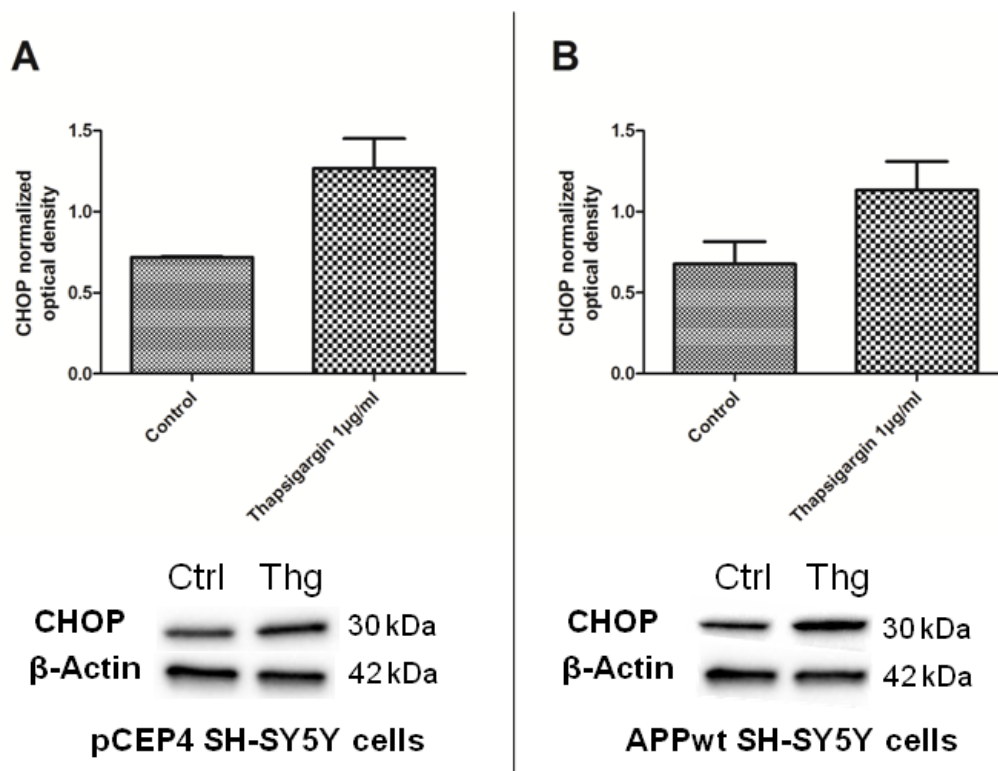 A
CHOP normalized
optical density
1.5
1.0
0.5
0.0
Control
Thapsigargin 1µg/ml
Ctrl Thg
CHOP 30 kDa
β-Actin 42 kDa
pCEP4 SH-SY5Y cells
B
CHOP normalized
optical density
1.5
1.0
0.5
0.0
Control
Thapsigargin 1µg/ml
Ctrl Thg
CHOP 30 kDa
β-Actin 42 kDa
APPwt SH-SY5Y cells